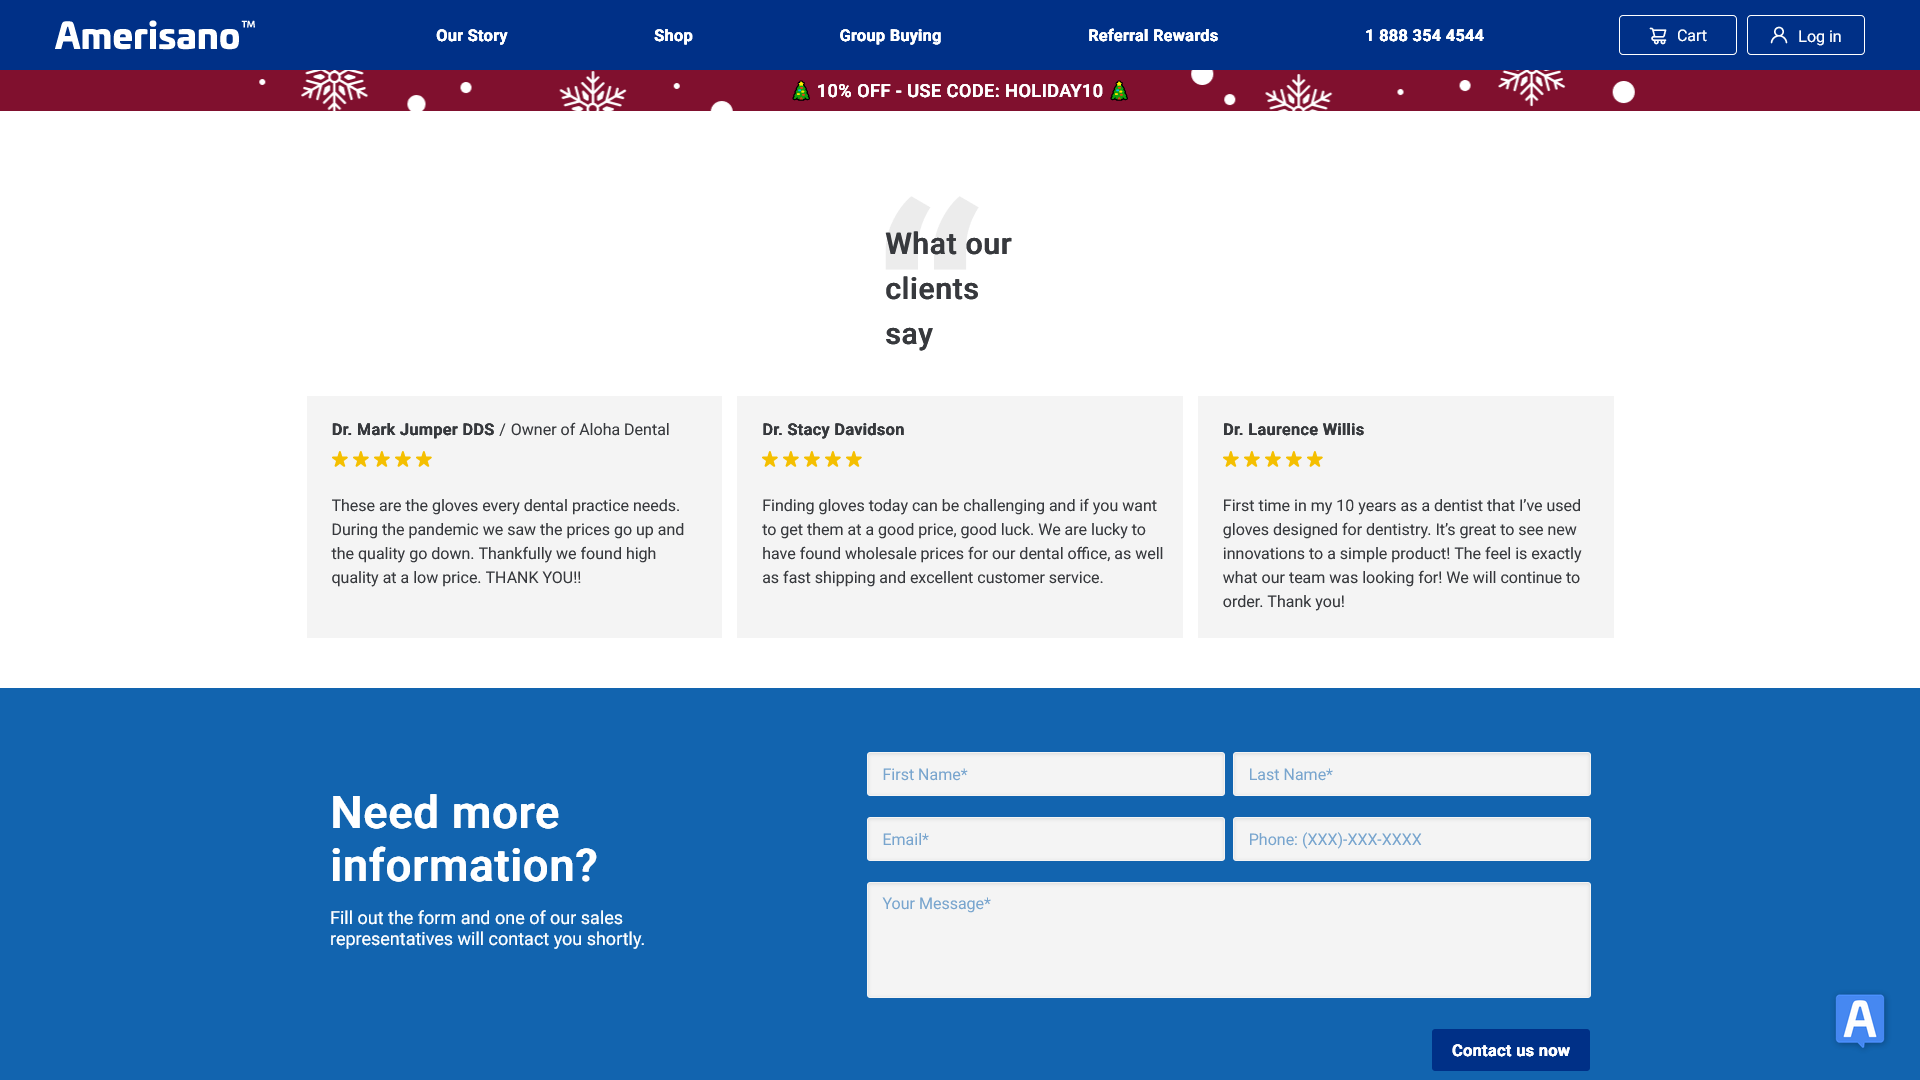 Amerisano™
Our Story
Shop
Group Buying
Referral Rewards
1 888 354 4544
Cart
Log in
🎄 10% OFF - USE CODE: HOLIDAY10 🎄
“
What our
clients
say
Dr. Mark Jumper DDS / Owner of Aloha Dental
These are the gloves every dental practice needs.
During the pandemic we saw the prices go up and
the quality go down. Thankfully we found high
quality at a low price. THANK YOU!!
Dr. Stacy Davidson
Finding gloves today can be challenging and if you want
to get them at a good price, good luck. We are lucky to
have found wholesale prices for our dental office, as well
as fast shipping and excellent customer service.
Dr. Laurence Willis
First time in my 10 years as a dentist that I’ve used
gloves designed for dentistry. It’s great to see new
innovations to a simple product! The feel is exactly
what our team was looking for! We will continue to
order. Thank you!
Need more
information?
Fill out the form and one of our sales
representatives will contact you shortly.
First Name*
Last Name*
Email*
Phone: (XXX)-XXX-XXXX
Your Message*
Contact us now
A